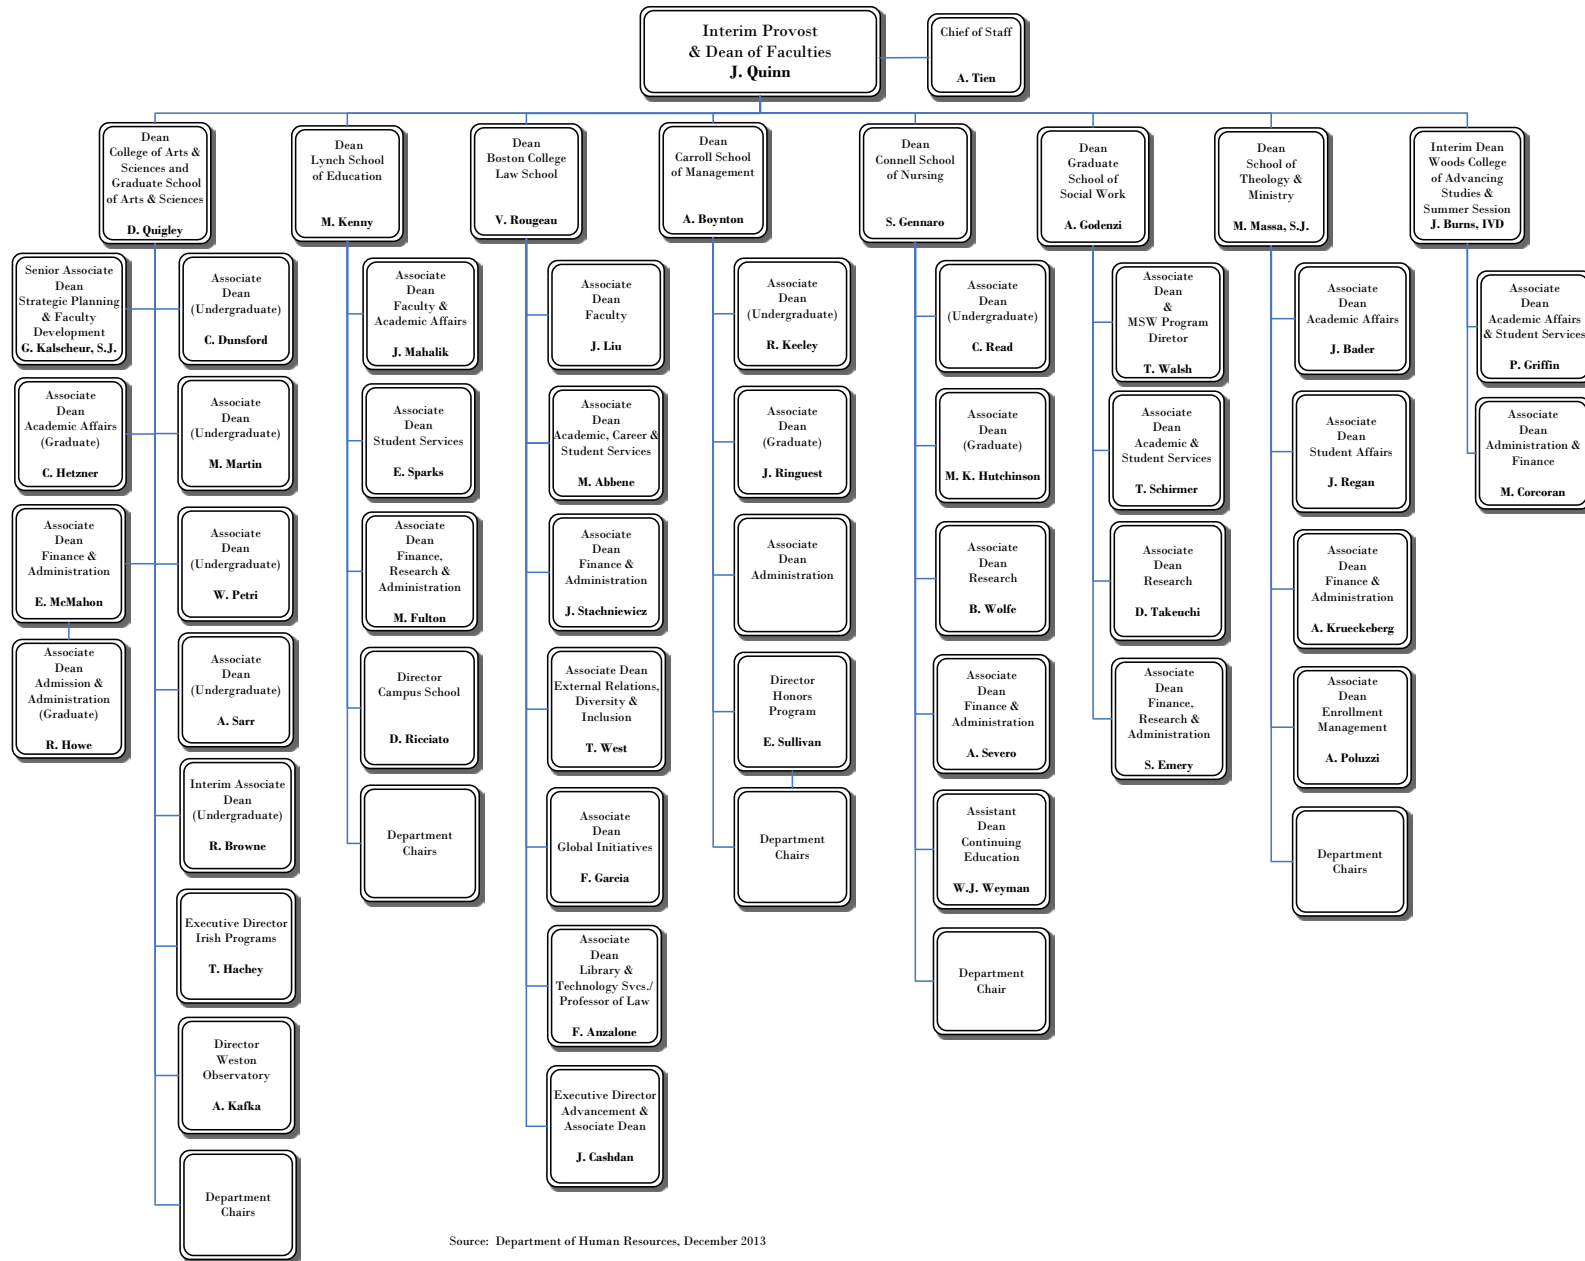 Interim Provost
& Dean of Faculties
J. Quinn
Chief of Staff
A. Tien
Dean
College of Arts &
Sciences and
Graduate School
of Arts & Sciences
D. Quigley
Dean
Lynch School
of Education
M. Kenny
Dean
Boston College
Law School
V. Rougeau
Dean
Carroll School
of Management
A. Boynton
Dean
Connell School
of Nursing
S. Gennaro
Dean
Graduate
School of
Social Work
A. Godenzi
Dean
School of
Theology &
Ministry
M. Massa, S.J.
Interim Dean
Woods College
of Advancing
Studies &
Summer Session
J. Burns, IVD
Senior Associate
Dean
Strategic Planning
& Faculty
Development
G. Kalscheur, S.J.
Associate
Dean
Academic Affairs
(Graduate)
C. Hetzner
Associate
Dean
Finance &
Administration
E. McMahon
Associate
Dean
Admission &
Administration
(Graduate)
R. Howe
Associate
Dean
(Undergraduate)
C. Dunsford
Associate
Dean
(Undergraduate)
M. Martin
Associate
Dean
(Undergraduate)
W. Petri
Associate
Dean
(Undergraduate)
A. Sarr
Interim Associate
Dean
(Undergraduate)
R. Browne
Executive Director
Irish Programs
T. Hachey
Director
Weston
Observatory
A. Kafka
Department
Chairs
Associate
Dean
Faculty &
Academic Affairs
J. Mahalik
Associate
Dean
Student Services
E. Sparks
Associate
Dean
Finance,
Research &
Administration
M. Fulton
Director
Campus School
D. Ricciato
Department
Chairs
Associate
Dean
Faculty
J. Liu
Associate
Dean
Academic, Career &
Student Services
M. Abbene
Associate
Dean
Finance &
Administration
J. Stachniewicz
Associate Dean
External Relations,
Diversity &
Inclusion
T. West
Associate
Dean
Global Initiatives
F. Garcia
Associate
Dean
Library &
Technology Svcs./
Professor of Law
F. Anzalone
Executive Director
Advancement &
Associate Dean
J. Cashdan
Associate
Dean
(Undergraduate)
R. Keeley
Associate
Dean
(Graduate)
J. Ringuest
Associate
Dean
Administration
Director
Honors
Program
E. Sullivan
Department
Chairs
Associate
Dean
(Undergraduate)
C. Read
Associate
Dean
(Graduate)
M. K. Hutchinson
Associate
Dean
Research
B. Wolfe
Associate
Dean
Finance &
Administration
A. Severo
Assistant
Dean
Continuing
Education
W.J. Weyman
Department
Chair
Associate
Dean
&
MSW Program
Diretor
T. Walsh
Associate
Dean
Academic &
Student Services
T. Schirmer
Associate
Dean
Research
D. Takeuchi
Associate
Dean
Finance,
Research &
Administration
S. Emery
Associate
Dean
Academic Affairs
J. Bader
Associate
Dean
Student Affairs
J. Regan
Associate
Dean
Finance &
Administration
A. Krueckeberg
Associate
Dean
Enrollment
Management
A. Poluzzi
Department
Chairs
Associate
Dean
Academic Affairs
& Student Services
P. Griffin
Associate
Dean
Administration &
Finance
M. Corcoran
Source: Department of Human Resources, December 2013